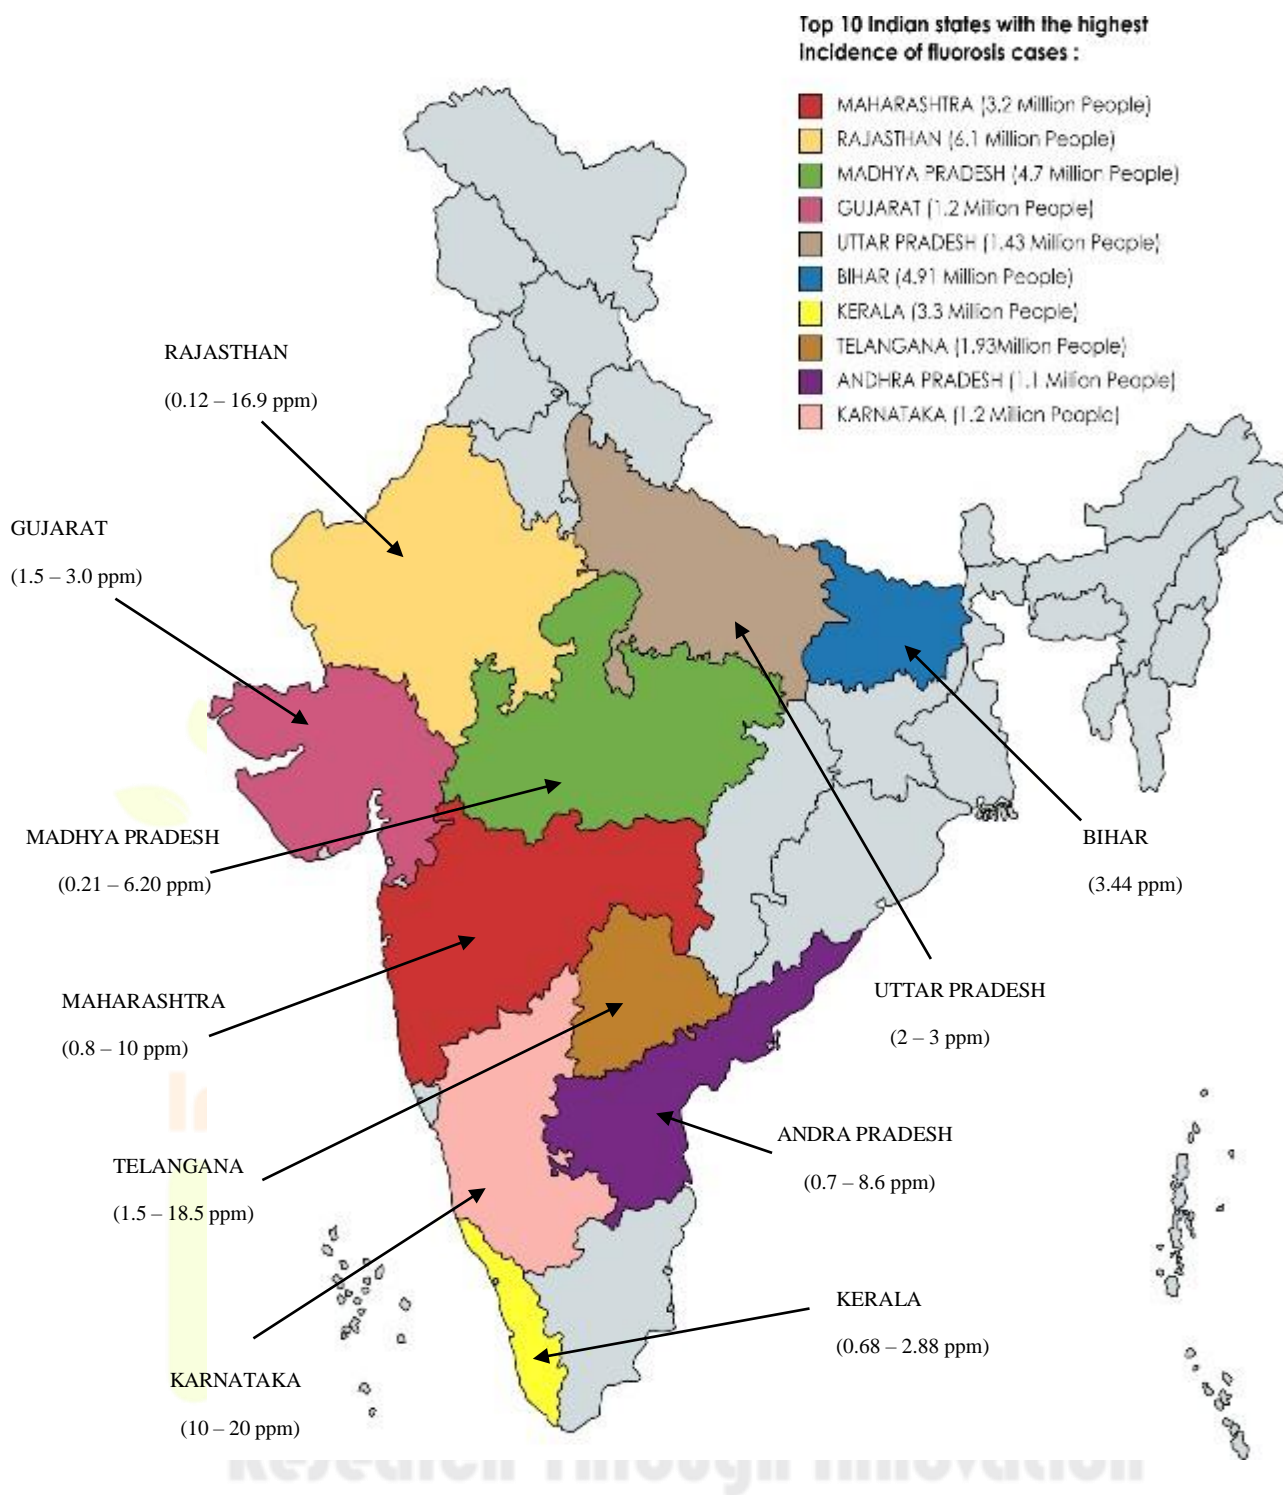 Top 10 Indian states with the highest
incidence of fluorosis cases :
MAHARASHTRA (3.2 Milllion People)
RAJASTHAN (6.1 Million People)
MADHYA PRADESH (4.7 Million People)
GUJARAT (1.2 Million People)
UTTAR PRADESH (1.43 Million People)
BIHAR (4.91 Million People)
KERALA (3.3 Million People)
TELANGANA (1.93Million People)
ANDHRA PRADESH (1.1 Million People)
KARNATAKA (1.2 Million People)
RAJASTHAN
(0.12 – 16.9 ppm)
GUJARAT
(1.5 – 3.0 ppm)
MADHYA PRADESH
(0.21 – 6.20 ppm)
BIHAR
(3.44 ppm)
MAHARASHTRA
(0.8 – 10 ppm)
UTTAR PRADESH
(2 – 3 ppm)
TELANGANA
(1.5 – 18.5 ppm)
ANDRA PRADESH
(0.7 – 8.6 ppm)
KERALA
(0.68 – 2.88 ppm)
KARNATAKA
(10 – 20 ppm)
Research Through Innovation